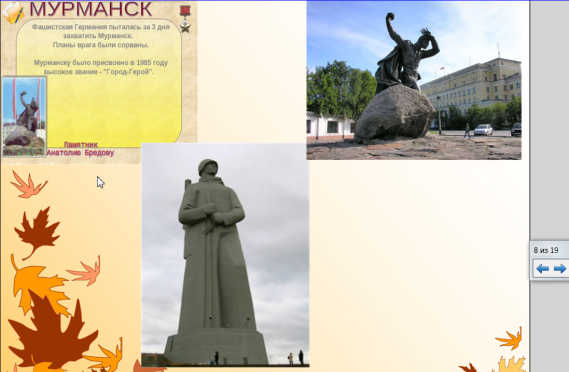 МУРМАНСК
Фашистская Германия пыталась за 3 дня
захватить Мурманск.
Планы врага были сорваны.
Мурманску было присвоено в 1985 году
высокое звание - "Город-Герой".
Памятник
Анатолию Бредову
8 из 19